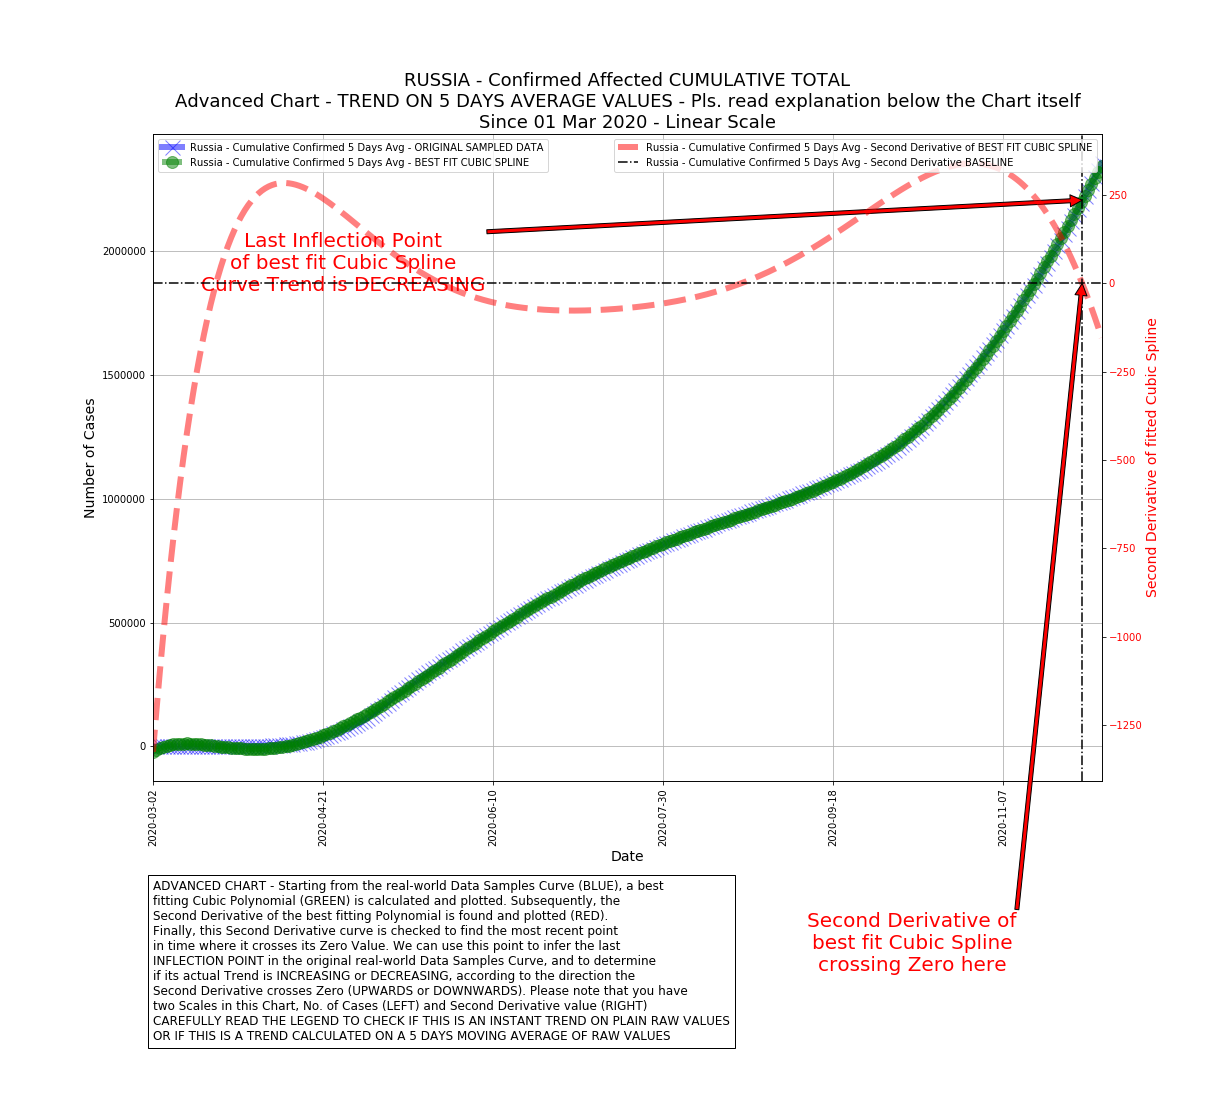 RUSSIA - Confirmed Affected CUMULATIVE TOTAL
Advanced Chart - TREND ON 5 DAYS AVERAGE VALUES - Pls. read explanation below the Chart itself
Since 01 Mar 2020 - Linear Scale
Russia - Cumulative Confirmed 5 Days Avg - ORIGINAL SAMPLED DATA
Russia - Cumulative Confirmed 5 Days Avg - BEST FIT CUBIC SPLINE
Russia - Cumulative Confirmed 5 Days Avg - Second Derivative of BEST FIT CUBIC SPLINE
Russia - Cumulative Confirmed 5 Days Avg - Second Derivative BASELINE
Last Inflection Point
of best fit Cubic Spline
Curve Trend is DECREASING
Number of Cases
2000000
1500000
1000000
500000
0
250
0
−250
−500
−750
−1000
−1250
Second Derivative of fitted Cubic Spline
2020-03-02
2020-04-21
2020-06-10
2020-07-30
2020-09-18
2020-11-07
Date
Second Derivative of
best fit Cubic Spline
crossing Zero here
ADVANCED CHART - Starting from the real-world Data Samples Curve (BLUE), a best
fitting Cubic Polynomial (GREEN) is calculated and plotted. Subsequently, the
Second Derivative of the best fitting Polynomial is found and plotted (RED).
Finally, this Second Derivative curve is checked to find the most recent point
in time where it crosses its Zero Value. We can use this point to infer the last
INFLECTION POINT in the original real-world Data Samples Curve, and to determine
if its actual Trend is INCREASING or DECREASING, according to the direction the
Second Derivative crosses Zero (UPWARDS or DOWNWARDS). Please note that you have
two Scales in this Chart, No. of Cases (LEFT) and Second Derivative value (RIGHT)
CAREFULLY READ THE LEGEND TO CHECK IF THIS IS AN INSTANT TREND ON PLAIN RAW VALUES
OR IF THIS IS A TREND CALCULATED ON A 5 DAYS MOVING AVERAGE OF RAW VALUES